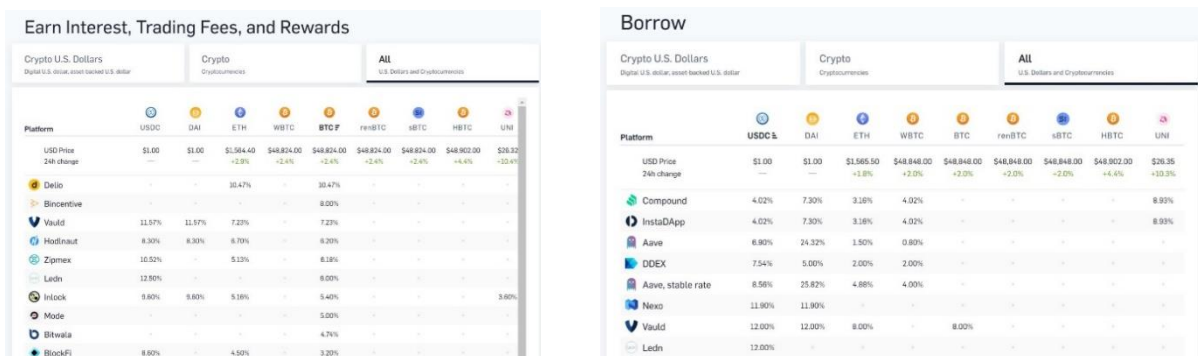 Earn Interest, Trading Fees, and Rewards
Crypto U.S. Dollars
Digital U.S. dollar, asset backed U.S. dollar
Crypto
Cryptocurrencies
All
U.S. Dollars and Cryptocurrencies
Platform USDC DAI ETH WBTC BTC renBTC sBTC HBTC UNI
USD Price $1.00 $1.00 $1,584.40 $48,824.00 $48,824.00 $48,824.00 $48,824.00 $48,902.00 $26.32
24h change — — +2.9% +2.4% +2.4% +2.4% +2.4% +4.4% +10.4%
Delio - - 10.47% - 10.47% - - - -
Bincentive - - - - 8.00% - - - -
Vauld 11.57% 11.57% 7.23% - 7.23% - - - -
Hodlnaut 8.30% 8.30% 6.70% - 6.20% - - - -
Zipmex 10.52% - 5.13% - 6.18% - - - -
Ledn 12.50% - - - 6.00% - - - -
Inlock 9.60% 9.60% 5.16% - 5.40% - - - 3.60%
Mode - - - - 5.00% - - - -
Bitwala - - - - 4.74% - - - -
BlockFi 8.60% - 4.50% - 3.20% - - - -
Borrow
Crypto U.S. Dollars
Digital U.S. dollar, asset backed U.S. dollar
Crypto
Cryptocurrencies
All
U.S. Dollars and Cryptocurrencies
Platform USDC DAI ETH WBTC BTC renBTC sBTC HBTC UNI
USD Price $1.00 $1.00 $1,565.50 $48,848.00 $48,848.00 $48,848.00 $48,848.00 $48,902.00 $26.35
24h change — — +1.8% +2.0% +2.0% +2.0% +2.0% +4.4% +10.3%
Compound 4.02% 7.30% 3.16% 4.02% - - - - 8.93%
InstaDApp 4.02% 7.30% 3.16% 4.02% - - - - 8.93%
Aave 6.90% 24.32% 1.50% 0.80% - - - - -
DDEX 7.54% 5.00% 2.00% 2.00% - - - - -
Aave, stable rate 8.56% 25.82% 4.88% 4.00% - - - - -
Nexo 11.90% 11.90% - - - - - - -
Vauld 12.00% 12.00% 8.00% - 8.00% - - - -
Ledn 12.00% - - - - - - - -